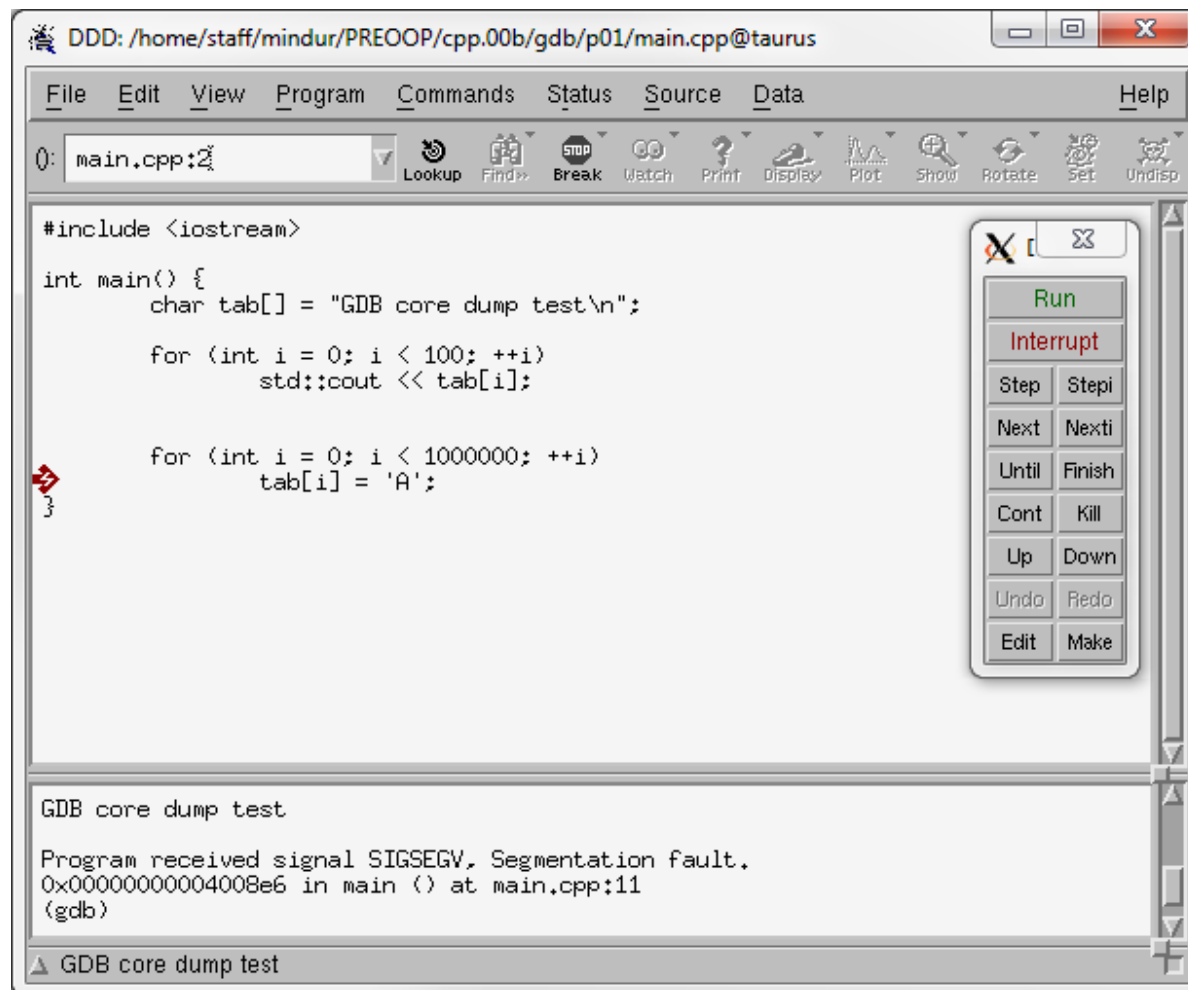 DDD: /home/staff/mindur/PREOOP/cpp.00b/gdb/p01/main.cpp@taurus
File Edit View Program Commands Status Source Data Help
(): main.cpp:2
Lookup Find» Break Watch Print Display Plot Show Rotate Set Undisp
STOP
#include <iostream>
int main() {
char tab[] = "GDB core dump test\n";
for (int i = 0; i < 100; ++i)
std::cout << tab[i];
for (int i = 0; i < 1000000; ++i)
tab[i] = 'A';
}
[
Run
Interrupt
Step Stepi
Next Nexti
Until Finish
Cont Kill
Up Down
Undo Redo
Edit Make
GDB core dump test
Program received signal SIGSEGV, Segmentation fault.
0x00000000004008e6 in main () at main.cpp:11
(gdb)
GDB core dump test